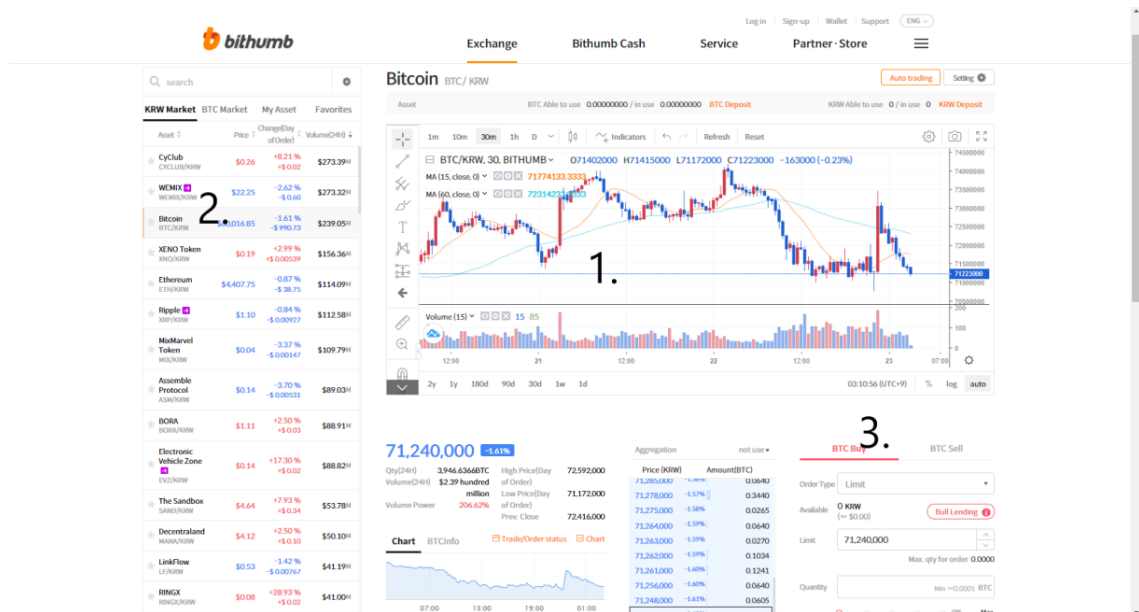 Log in Sign-up Wallet Support ENG
bithumb Exchange Bithumb Cash Service Partner · Store
search
Bitcoin BTC / KRW Auto trading Setting
KRW Market BTC Market My Asset Favorites
Asset BTC Able to use 0.00000000 / in use 0.00000000 BTC Deposit KRW Able to use 0 / in use 0 KRW Deposit
Asset Price Change(Day of Order) Volume(24H)
1m 10m 30m 1h D Indicators Refresh Reset
BTC/KRW, 30, BITHUMB O71402000 H71415000 L71172000 C71223000 -163000 (-0.23%)
MA (15, close, 0) 71774133.3333
MA (60, close, 0)
CyClub $0.26 +8.21 % $273.39M
CYCLUB/KRW +$ 0.02
WEMIX $22.25 -2.62 % $273.32M
WEMIX/KRW -$ 0.60
2.
Bitcoin -1.61% $239.05M
BTC/KRW -$ 990.73
XENO Token $0.19 +2.99 % $156.36M
XNO/KRW +$ 0.00539
Ethereum $4,407.75 -0.87 % $114.09M
ETH/KRW -$ 38.75
Ripple $1.10 -0.84 % $112.58M
XRP/KRW -$ 0.00927
MixMarvel
Token $0.04 -3.37 % $109.79M
MIX/KRW -$ 0.00147
Assemble
Protocol $0.14 -3.70 % $89.03M
ASM/KRW -$ 0.00531
BORA $1.11 +2.50 % $88.91M
BORA/KRW +$ 0.03
Electronic
Vehicle Zone $0.14 +17.30 % $88.82M
EVZ/KRW +$ 0.02
The Sandbox $4.64 +7.93 % $53.78M
SAND/KRW +$ 0.34
Decentraland $4.12 +2.50 % $50.10M
MANA/KRW +$ 0.10
LinkFlow $0.53 -1.42 % $41.19M
LF/KRW -$ 0.00767
RINGX $0.08 +28.93 % $41.00M
RINGX/KRW +$ 0.02
1.
74500000
74000000
73500000
73000000
72500000
72000000
71500000
71223000
71000000
70500000
Volume (15) 15 85
200
100
0
12:00 21 12:00 22 12:00 23 07:00
2y 1y 180d 90d 30d 1w 1d 03:10:56 (UTC+9) % log auto
71,240,000 -1.61%
Qty(24H) 3,946.6366BTC High Price(Day of Order) 72,592,000
Volume(24H) $2.39 hundred million Low Price(Day of Order) 71,172,000
Volume Power 206.62% Prev. Close 72,416,000
Chart BTCInfo Trade/Order status Chart
07:00 13:00 19:00 01:00
Aggregation not use
Price (KRW) Amount(BTC)
71,285,000 0.0640
71,278,000 -1.57% 0.3440
71,275,000 -1.58% 0.0265
71,264,000 -1.59% 0.0640
71,263,000 -1.59% 0.0270
71,262,000 -1.59% 0.1034
71,261,000 -1.60% 0.1241
71,256,000 -1.60% 0.0640
71,248,000 -1.61% 0.0605
3.
BTC Buy BTC Sell
Order Type Limit
Available 0 KRW
(≈ $0.00) Bull Lending
Limit 71,240,000
Max. qty for order 0.0000
Quantity Min ≈0.0001 BTC